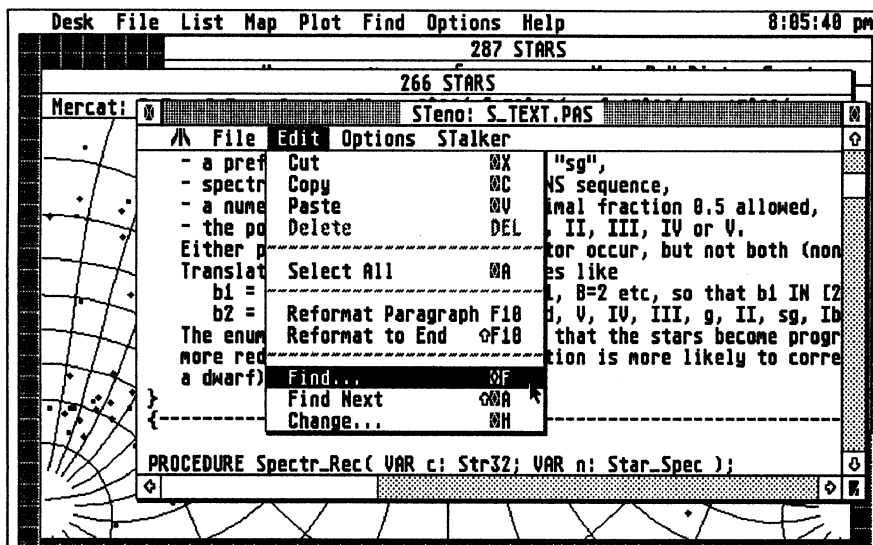 Desk File List Map Plot Find Options Help 8:05:40 pm
287 STARS
266 STARS
Mercat:
STeno: S_TEXT.PAS
File Edit Options STalker
- a pref "sg",
- spectr NS sequence,
- a nume imal fraction 0.5 allowed,
- the po , II, III, IV or V.
Either p tor occur, but not both (non
Translat es like
b1 = 1, B=2 etc, so that b1 IN [2
b2 = d, V, IV, III, g, II, sg, Ib
The enum that the stars become progr
more red tion is more likely to corre
a dwarf)
}
{
PROCEDURE Spectr_Rec( VAR c: Str32; VAR n: Star_Spec );
Cut X
Copy C
Paste V
Delete DEL
Select All A
Reformat Paragraph F10
Reformat to End ⇧F10
Find... F
Find Next ⇧A
Change... H